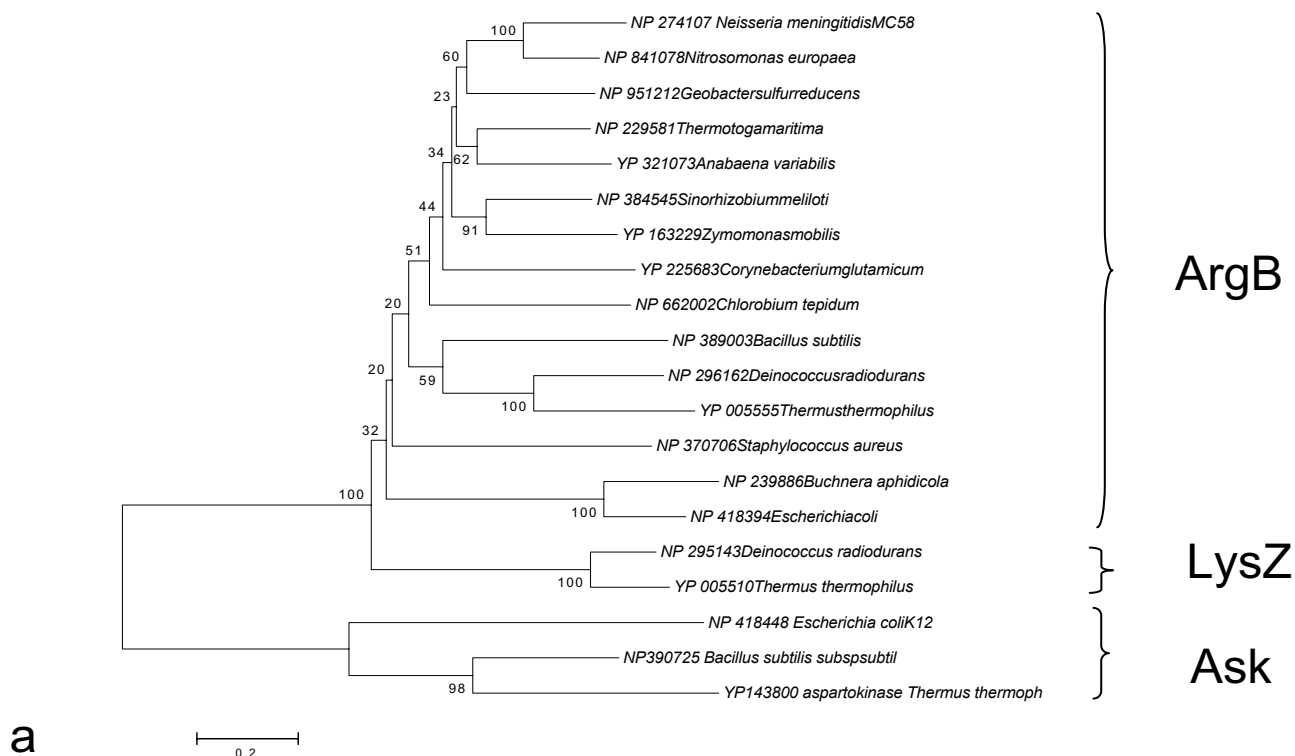 100
NP 274107 Neisseria meningitidisMC58
60
NP 841078Nitrosomonas europaea
23
NP 951212Geobactersulfurreducens
NP 229581Thermotogamaritima
34
62
YP 321073Anabaena variabilis
44
NP 384545Sinorhizobiummeliloti
91
YP 163229Zymomonasmobilis
51
YP 225683Corynebacteriumglutamicum
ArgB
20
NP 662002Chlorobium tepidum
NP 389003Bacillus subtilis
20
59
NP 296162Deinococcusradiodurans
100
YP 005555Thermusthermophilus
32
NP 370706Staphylococcus aureus
NP 239886Buchnera aphidicola
100
100
NP 418394Escherichiacoli
NP 295143Deinococcus radiodurans
LysZ
100
YP 005510Thermus thermophilus
NP 418448 Escherichia coliK12
NP390725 Bacillus subtilis subspsubtil
Ask
98
YP143800 aspartokinase Thermus thermoph
a
0.2